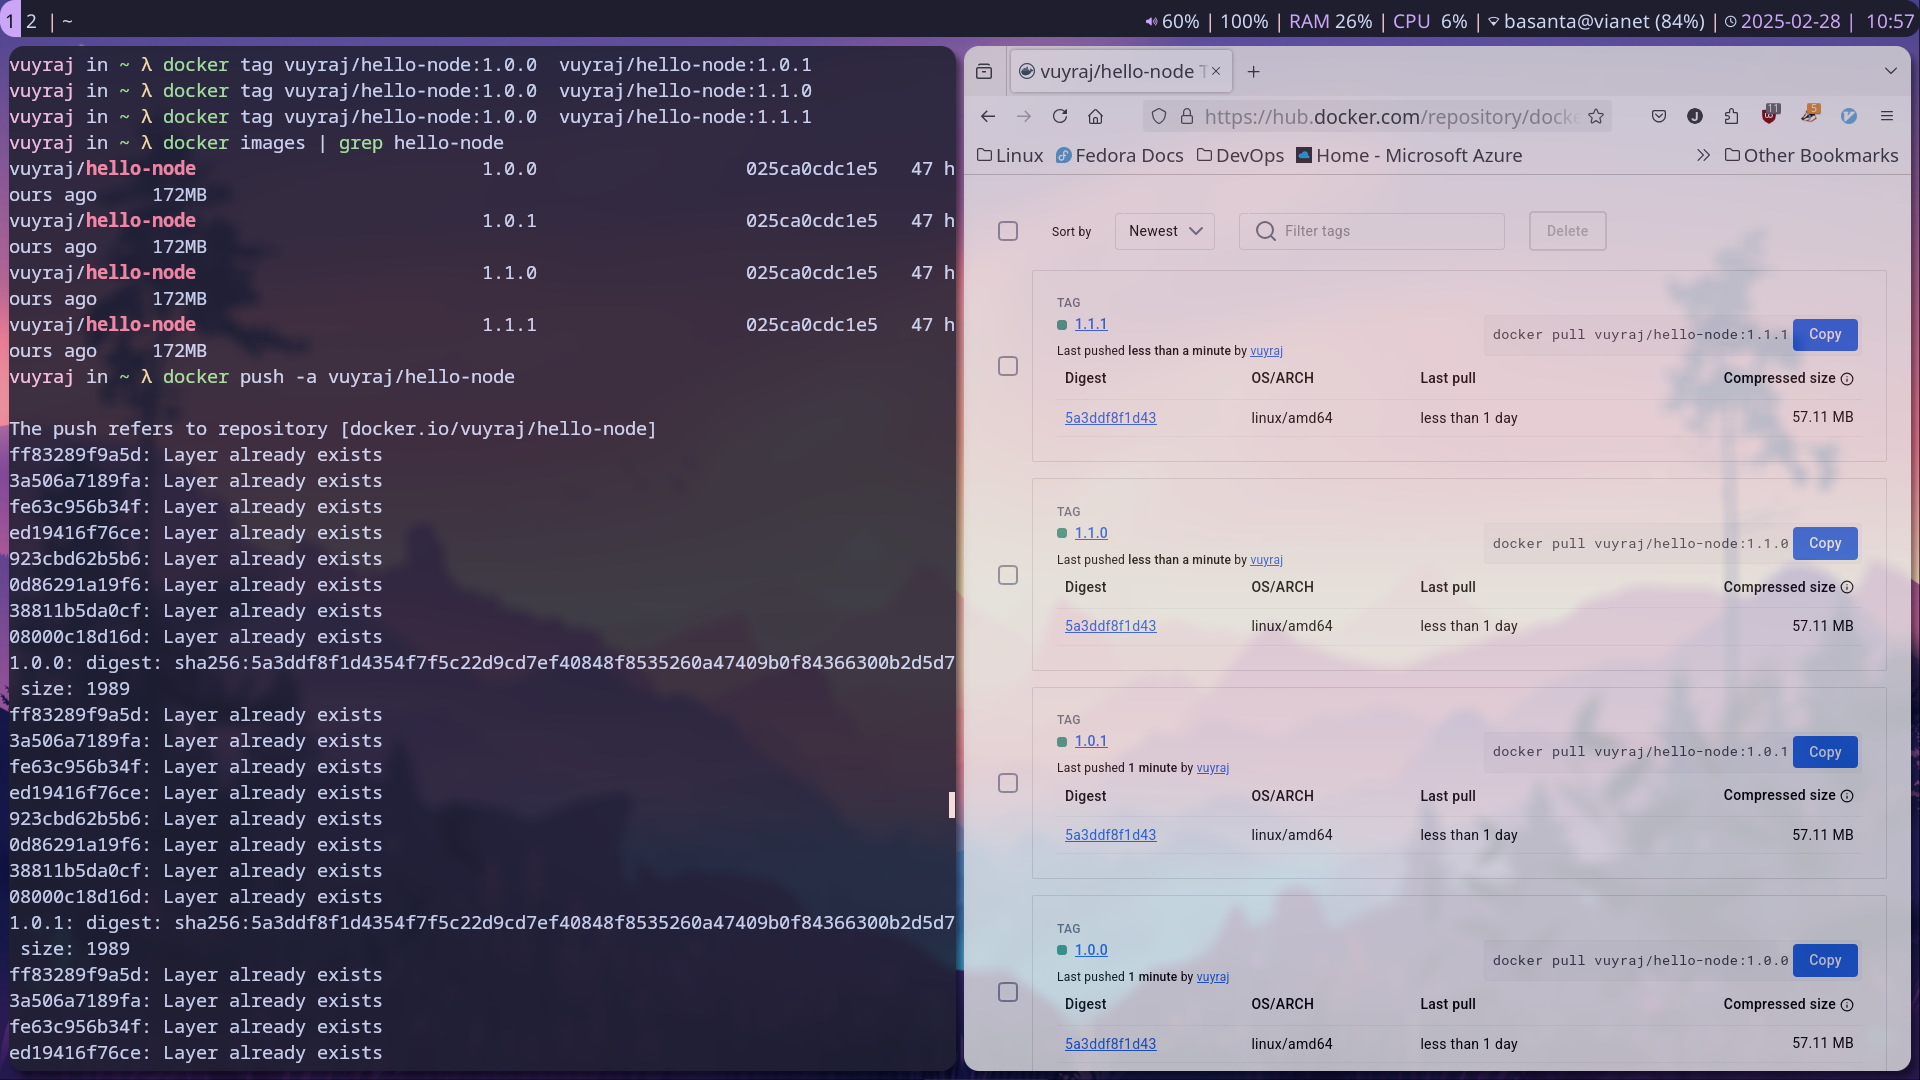 1 2 | ~
60% | 100% | RAM 26% | CPU 6% | basanta@vianet (84%) | 2025-02-28 | 10:57
vuyraj in ~ λ docker tag vuyraj/hello-node:1.0.0  vuyraj/hello-node:1.0.1
vuyraj in ~ λ docker tag vuyraj/hello-node:1.0.0  vuyraj/hello-node:1.1.0
vuyraj in ~ λ docker tag vuyraj/hello-node:1.0.0  vuyraj/hello-node:1.1.1
vuyraj in ~ λ docker images | grep hello-node
vuyraj/hello-node 1.0.0 025ca0cdc1e5 47 h
ours ago 172MB
vuyraj/hello-node 1.0.1 025ca0cdc1e5 47 h
ours ago 172MB
vuyraj/hello-node 1.1.0 025ca0cdc1e5 47 h
ours ago 172MB
vuyraj/hello-node 1.1.1 025ca0cdc1e5 47 h
ours ago 172MB
vuyraj in ~ λ docker push -a vuyraj/hello-node
The push refers to repository [docker.io/vuyraj/hello-node]
ff83289f9a5d: Layer already exists
3a506a7189fa: Layer already exists
fe63c956b34f: Layer already exists
ed19416f76ce: Layer already exists
923cbd62b5b6: Layer already exists
0d86291a19f6: Layer already exists
38811b5da0cf: Layer already exists
08000c18d16d: Layer already exists
1.0.0: digest: sha256:5a3ddf8f1d4354f7f5c22d9cd7ef40848f8535260a47409b0f84366300b2d5d7
size: 1989
ff83289f9a5d: Layer already exists
3a506a7189fa: Layer already exists
fe63c956b34f: Layer already exists
ed19416f76ce: Layer already exists
923cbd62b5b6: Layer already exists
0d86291a19f6: Layer already exists
38811b5da0cf: Layer already exists
08000c18d16d: Layer already exists
1.0.1: digest: sha256:5a3ddf8f1d4354f7f5c22d9cd7ef40848f8535260a47409b0f84366300b2d5d7
size: 1989
ff83289f9a5d: Layer already exists
3a506a7189fa: Layer already exists
fe63c956b34f: Layer already exists
ed19416f76ce: Layer already exists
vuyraj/hello-node T
https://hub.docker.com/repository/docke
11
5
Linux Fedora Docs DevOps Home - Microsoft Azure Other Bookmarks
Sort by Newest Filter tags Delete
TAG
1.1.1
docker pull vuyraj/hello-node:1.1.1 Copy
Last pushed less than a minute by vuyraj
Digest OS/ARCH Last pull Compressed size
5a3ddf8f1d43 linux/amd64 less than 1 day 57.11 MB
TAG
1.1.0
docker pull vuyraj/hello-node:1.1.0 Copy
Last pushed less than a minute by vuyraj
Digest OS/ARCH Last pull Compressed size
5a3ddf8f1d43 linux/amd64 less than 1 day 57.11 MB
TAG
1.0.1
docker pull vuyraj/hello-node:1.0.1 Copy
Last pushed 1 minute by vuyraj
Digest OS/ARCH Last pull Compressed size
5a3ddf8f1d43 linux/amd64 less than 1 day 57.11 MB
TAG
1.0.0
docker pull vuyraj/hello-node:1.0.0 Copy
Last pushed 1 minute by vuyraj
Digest OS/ARCH Last pull Compressed size
5a3ddf8f1d43 linux/amd64 less than 1 day 57.11 MB